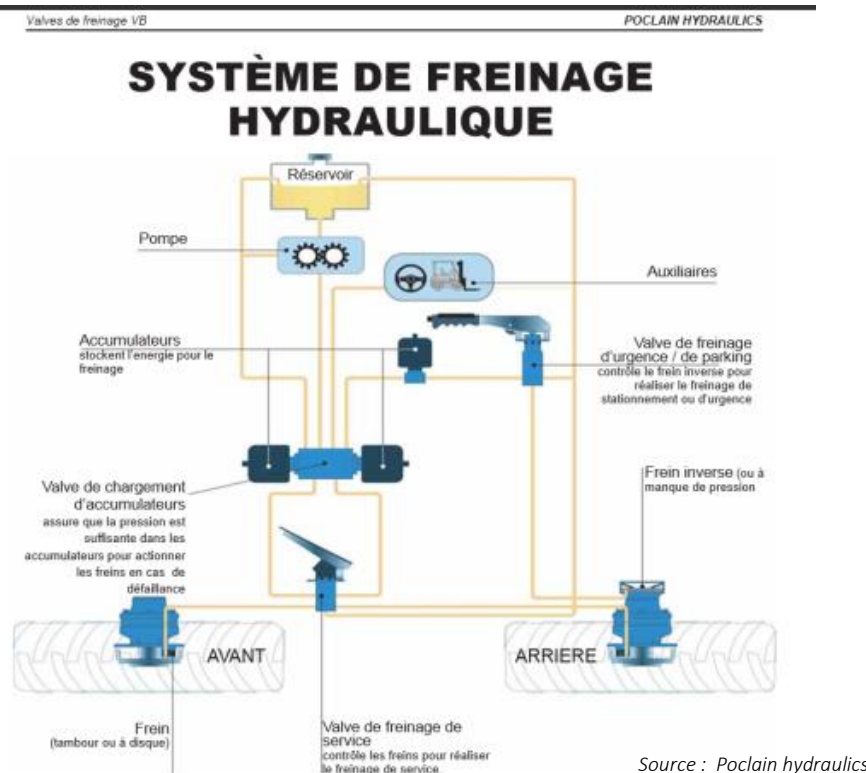 Valves de freinage VB
POCLAIN HYDRAULICS
SYSTÈME DE FREINAGE
HYDRAULIQUE
Réservoir
Pompe
Auxiliaires
Accumulateurs
stockent l'energie pour le
freinage
Valve de freinage
d'urgence / de parking
contrôle le frein inverse pour
réaliser le freinage de
stationnement ou d'urgence
Valve de chargement
d'accumulateurs
assure que la pression est
suffisante dans les
accumulateurs pour actionner
les freins en cas de
défaillance
Frein inverse (ou à
manque de pression
AVANT
ARRIERE
Frein
(tambour ou à disque)
Valve de freinage de
service
contrôle les freins pour réaliser
le freinage de service.
Source : Poclain hydraulics